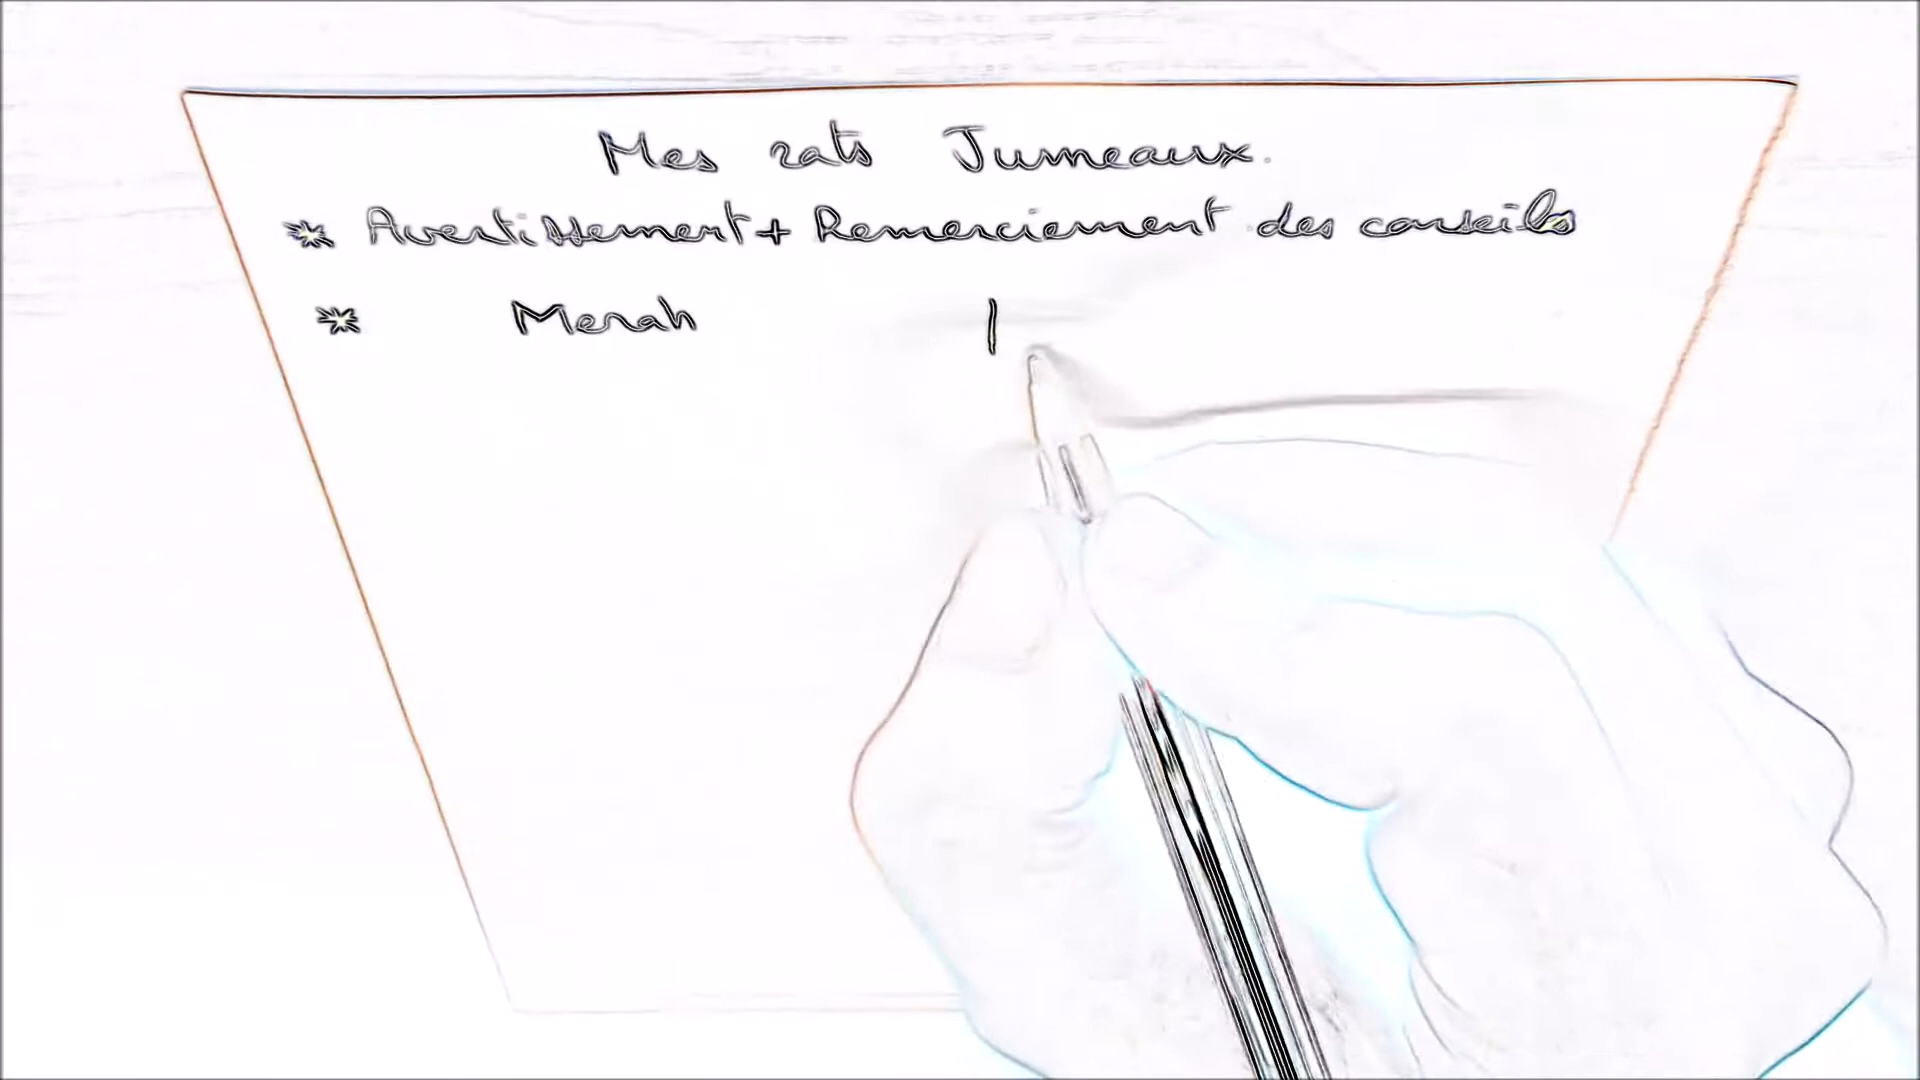 Mes rats Jumeaux.
* Avertissement + Remerciement des conseils
* Merah |